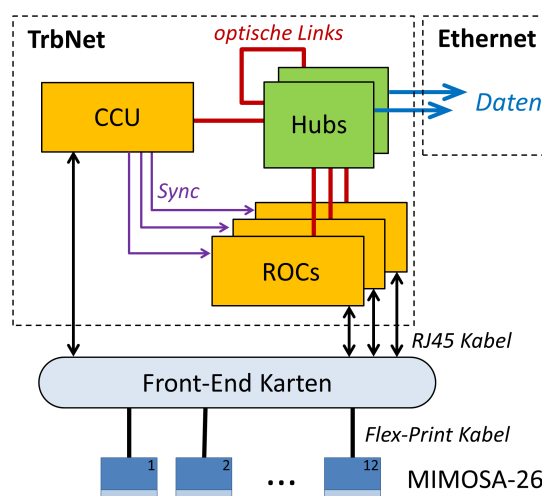 TrbNet
optische Links
Ethernet
CCU
Hubs
Daten
Sync
ROCs
RJ45 Kabel
Front-End Karten
Flex-Print Kabel
1
2
...
12
MIMOSA-26